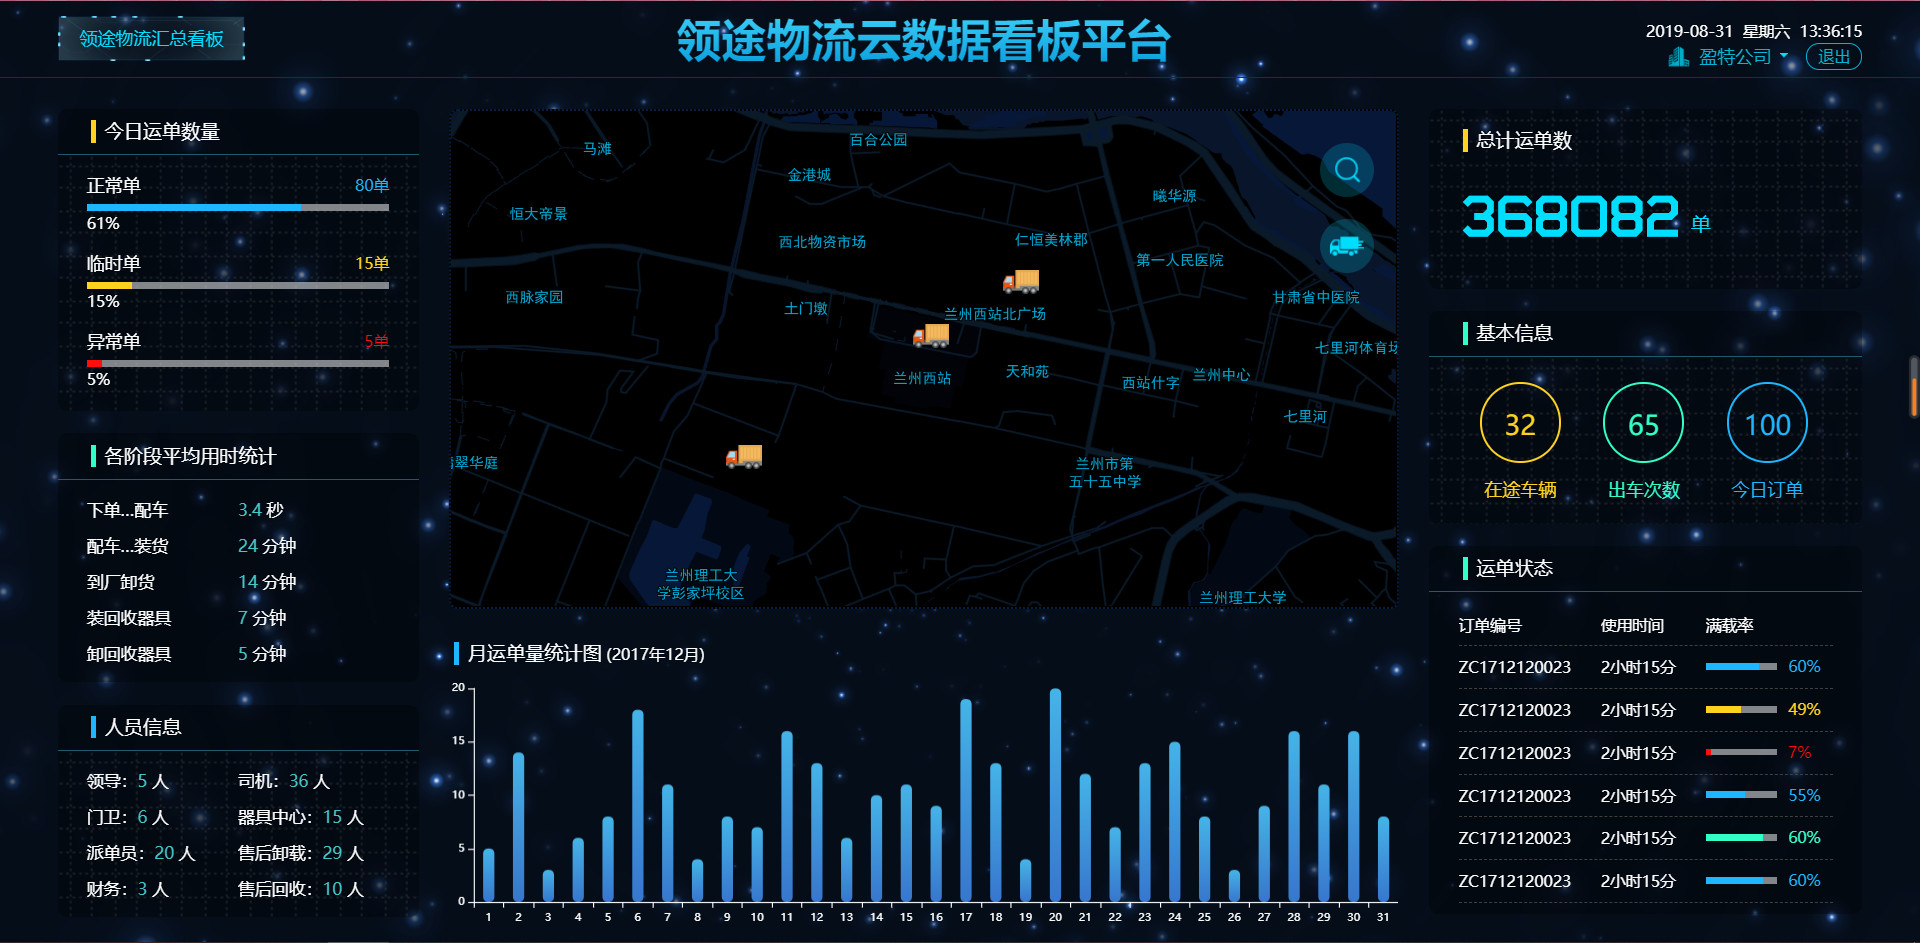 领途物流汇总看板
领途物流云数据看板平台
2019-08-31 星期六 13:36:15
盈特公司
退出
今日运单数量
正常单 80单
61%
临时单 15单
15%
异常单 5单
5%
各阶段平均用时统计
下单...配车 3.4 秒
配车...装货 24 分钟
到厂卸货 14 分钟
装回收器具 7 分钟
卸回收器具 5 分钟
人员信息
领导：5 人 司机：36 人
门卫：6 人 器具中心：15 人
派单员：20 人 售后卸载：29 人
财务：3 人 售后回收：10 人
马滩
百合公园
金港城
曦华源
恒大帝景
西北物资市场
仁恒美林郡
第一人民医院
西脉家园
土门墩
兰州西站北广场
甘肃省中医院
七里河体育场
兰州西站
天和苑
西站什字
兰州中心
七里河
翡翠华庭
兰州市第
五十五中学
兰州理工大
学彭家坪校区
兰州理工大学
月运单量统计图 (2017年12月)
20
15
10
5
0
1 2 3 4 5 6 7 8 9 10 11 12 13 14 15 16 17 18 19 20 21 22 23 24 25 26 27 28 29 30 31
总计运单数
368082 单
基本信息
32 65 100
在途车辆 出车次数 今日订单
运单状态
订单编号 使用时间 满载率
ZC1712120023 2小时15分 60%
ZC1712120023 2小时15分 49%
ZC1712120023 2小时15分 7%
ZC1712120023 2小时15分 55%
ZC1712120023 2小时15分 60%
ZC1712120023 2小时15分 60%